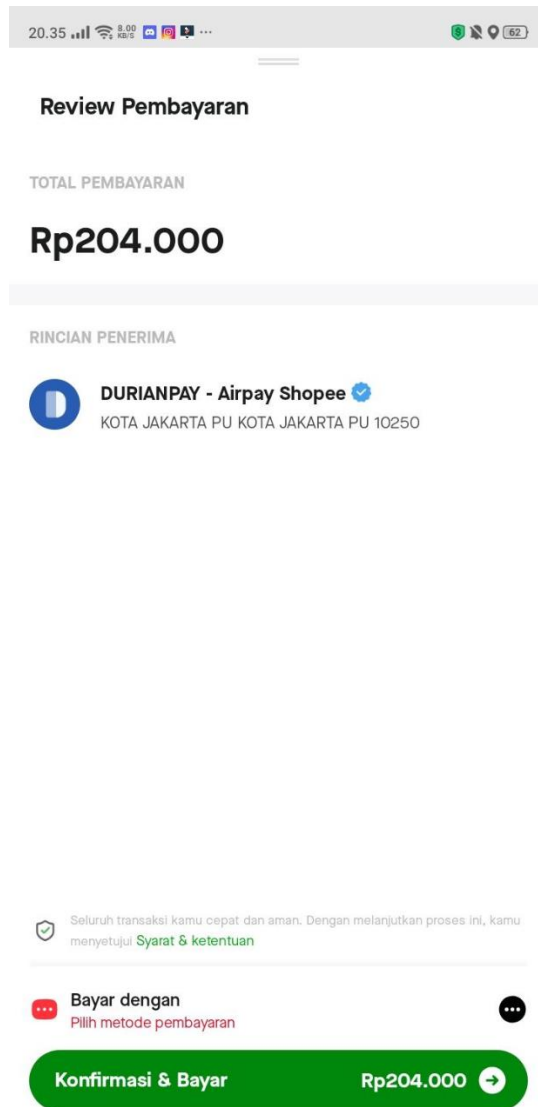 20.35 8.00 KB/S ... 62
Review Pembayaran
TOTAL PEMBAYARAN
Rp204.000
RINCIAN PENERIMA
DURIANPAY - Airpay Shopee
KOTA JAKARTA PU KOTA JAKARTA PU 10250
Seluruh transaksi kamu cepat dan aman. Dengan melanjutkan proses ini, kamu
menyetujui Syarat & ketentuan
Bayar dengan
Pilih metode pembayaran
Konfirmasi & Bayar Rp204.000